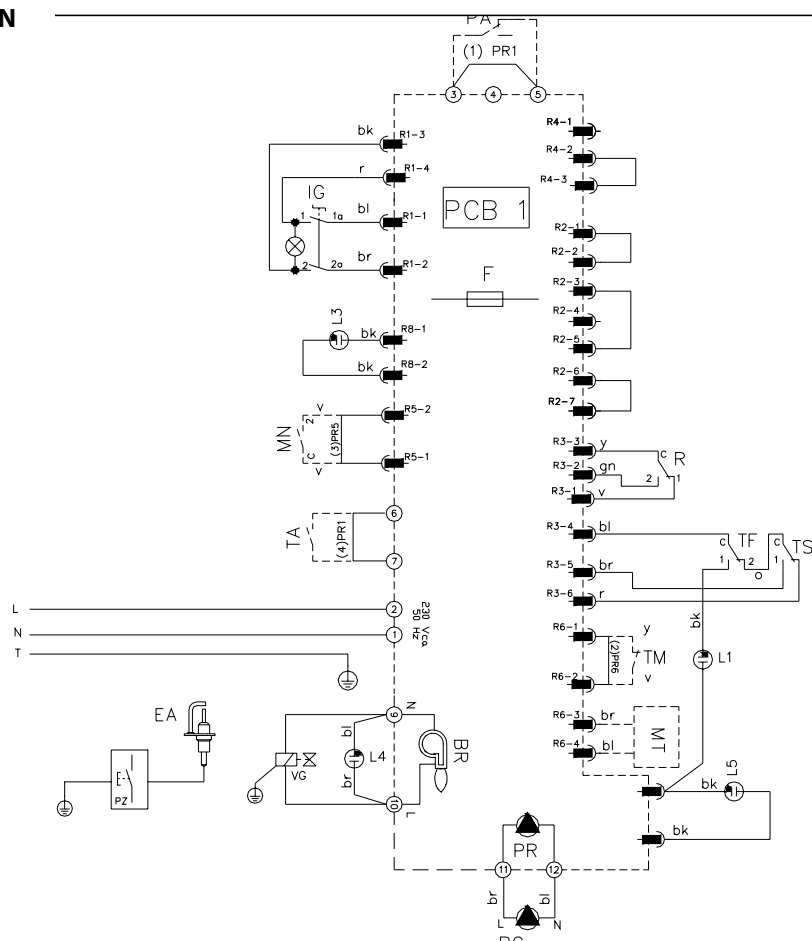 N
PA
(1) PR1
3 4 5
bk R1-3
r R1-4
IG
1 1a bl R1-1
2 2a br R1-2
PCB 1
F
L3
bk R8-1
bk R8-2
MN
2 V R5-2
(3)PR5
C V R5-1
TA
(4)PR1
6
7
L 2
N 1
T
230 Vca
50 Hz
EA
PZ
9 N
bl
VG
L4
br
10 L
BR
PR
11 12
br bl
L N
R4-1
R4-2
R4-3
R2-1
R2-2
R2-3
R2-4
R2-5
R2-6
R2-7
R3-3 y
R3-2 gn
R3-1 v
C R
2 1
R3-4 bl
R3-5 br
R3-6 r
C TF
1 2
C TS
1
bk
L1
R6-1 y
(2)PR6
TM
R6-2 v
R6-3 br
R6-4 bl
MT
bk L5
bk